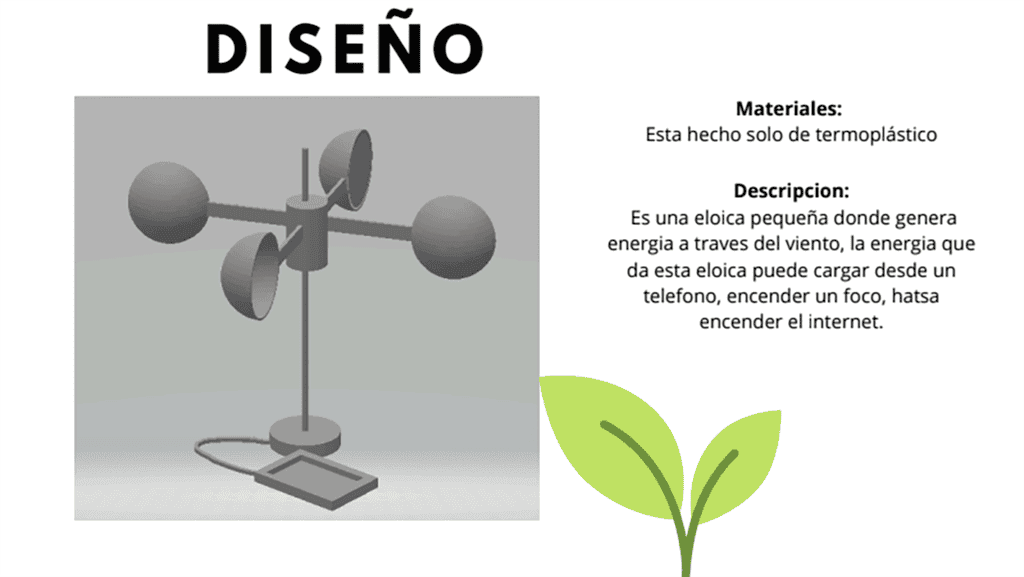 DISEÑO
Materiales:
Esta hecho solo de termoplástico
Descripcion:
Es una eloica pequeña donde genera
energia a traves del viento, la energia que
da esta eloica puede cargar desde un
telefono, encender un foco, hatsa
encender el internet.